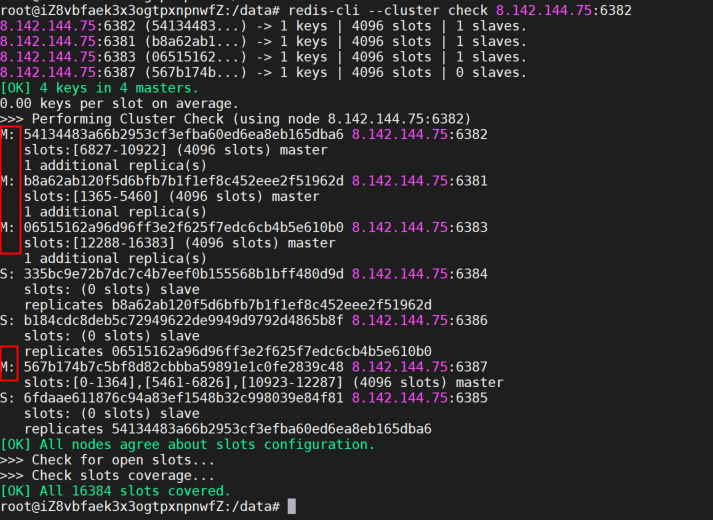 root@iZ8vbfaek3x3ogtpxnpnwfZ:/data# redis-cli --cluster check 8.142.144.75:6382
8.142.144.75:6382 (54134483...) -> 1 keys | 4096 slots | 1 slaves.
8.142.144.75:6381 (b8a62ab1...) -> 1 keys | 4096 slots | 1 slaves.
8.142.144.75:6383 (06515162...) -> 1 keys | 4096 slots | 1 slaves.
8.142.144.75:6387 (567b174b...) -> 1 keys | 4096 slots | 0 slaves.
[OK] 4 keys in 4 masters.
0.00 keys per slot on average.
>>> Performing Cluster Check (using node 8.142.144.75:6382)
M: 54134483a66b2953cf3efba60ed6ea8eb165dba6 8.142.144.75:6382
   slots:[6827-10922] (4096 slots) master
   1 additional replica(s)
M: b8a62ab120f5d6bfb7b1f1ef8c452eee2f51962d 8.142.144.75:6381
   slots:[1365-5460] (4096 slots) master
   1 additional replica(s)
M: 06515162a96d96ff3e2f625f7edc6cb4b5e610b0 8.142.144.75:6383
   slots:[12288-16383] (4096 slots) master
   1 additional replica(s)
S: 335bc9e72b7dc7c4b7eef0b155568b1bff480d9d 8.142.144.75:6384
   slots: (0 slots) slave
   replicates b8a62ab120f5d6bfb7b1f1ef8c452eee2f51962d
S: b184cdc8deb5c72949622de9949d9792d4865b8f 8.142.144.75:6386
   slots: (0 slots) slave
   replicates 06515162a96d96ff3e2f625f7edc6cb4b5e610b0
M: 567b174b7c5bf8d82cbbba59891e1c0fe2839c48 8.142.144.75:6387
   slots:[0-1364],[5461-6826],[10923-12287] (4096 slots) master
S: 6fdaae611876c94a83ef1548b32c998039e84f81 8.142.144.75:6385
   slots: (0 slots) slave
   replicates 54134483a66b2953cf3efba60ed6ea8eb165dba6
[OK] All nodes agree about slots configuration.
>>> Check for open slots...
>>> Check slots coverage...
[OK] All 16384 slots covered.
root@iZ8vbfaek3x3ogtpxnpnwfZ:/data#